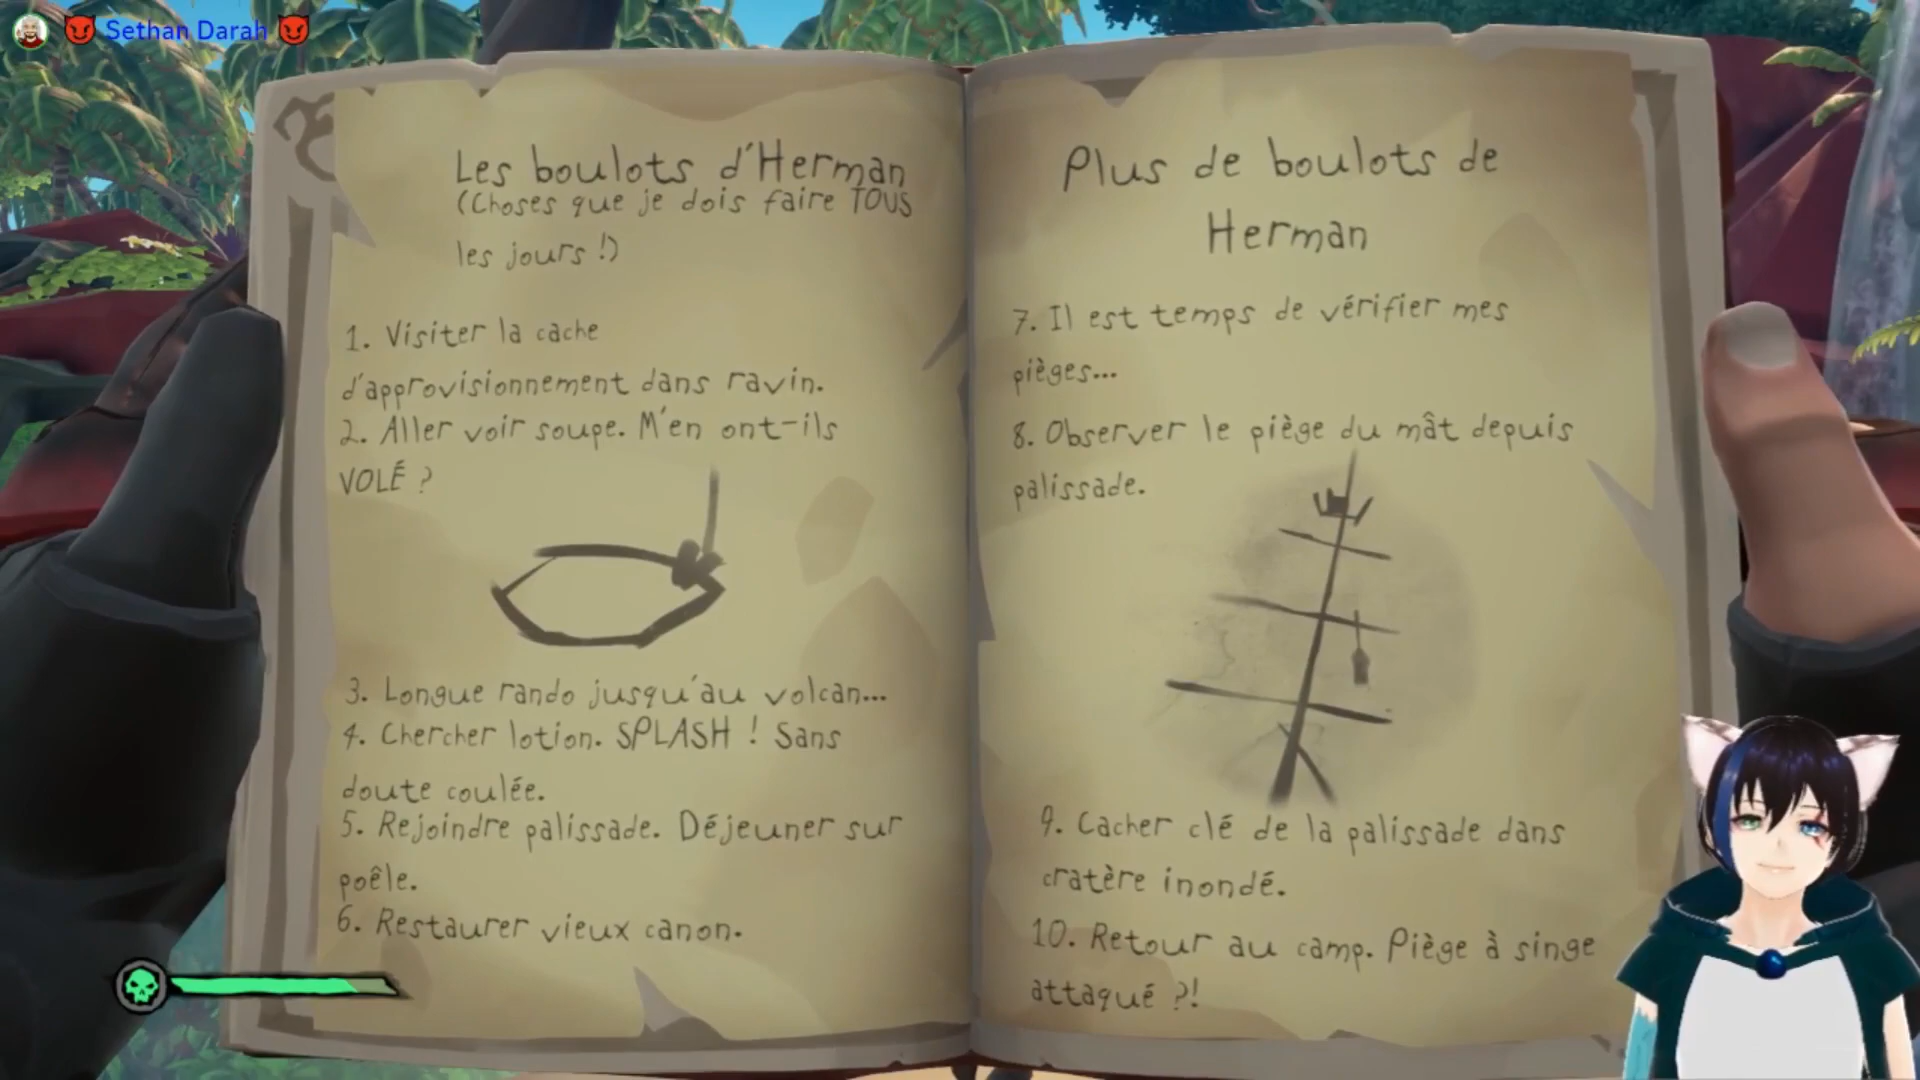 Sethan Darah
Les boulots d'Herman
(Choses que je dois faire TOUS
les jours !)
1. Visiter la cache
d'approvisionnement dans ravin.
2. Aller voir soupe. M'en ont-ils
VOLÉ ?
3. Longue rando jusqu'au volcan...
4. Chercher lotion. SPLASH ! Sans
doute coulée.
5. Rejoindre palissade. Déjeuner sur
poêle.
6. Restaurer vieux canon.
Plus de boulots de
Herman
7. Il est temps de vérifier mes
pièges...
8. Observer le piège du mât depuis
palissade.
9. Cacher clé de la palissade dans
cratère inondé.
10. Retour au camp. Piège à singe
attaqué ?!